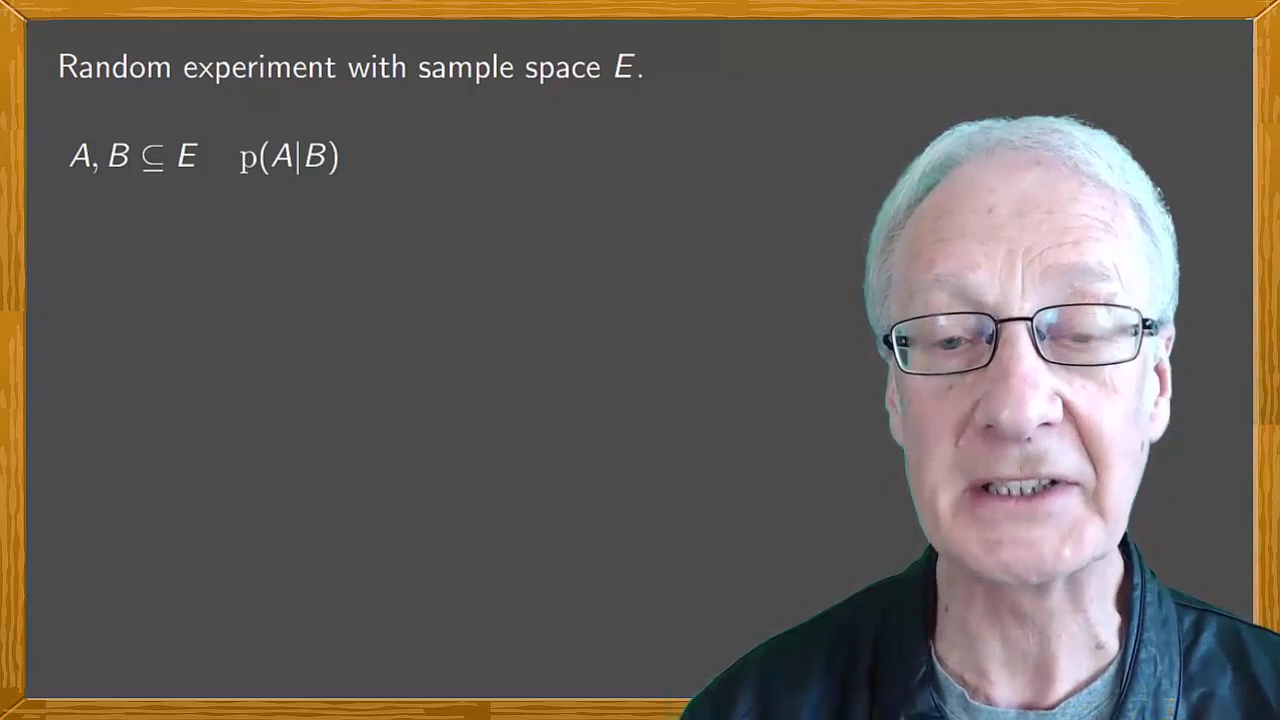 Random experiment with sample space E.
A, B ⊆ E p(A|B)